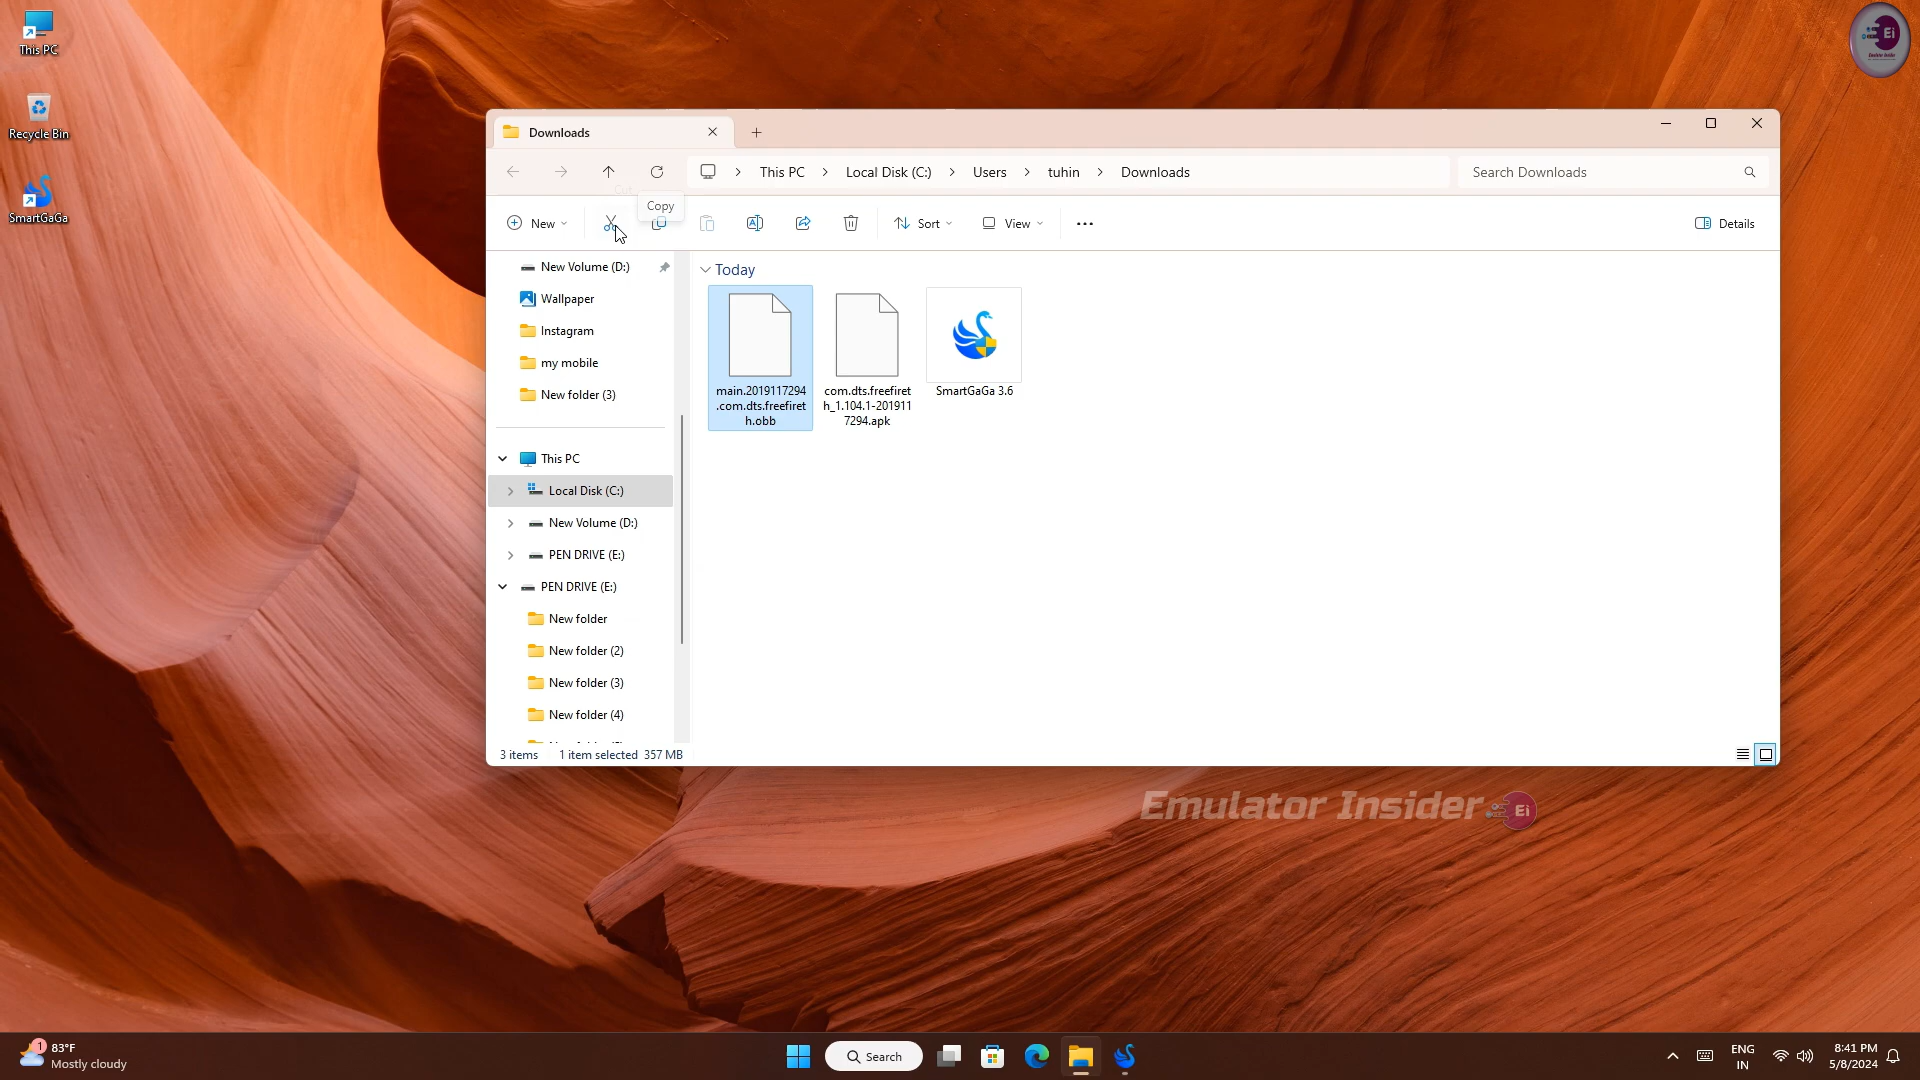 This PC
Recycle Bin
SmartGaGa
Ei
Downloads
This PC
Local Disk (C:)
Users
tuhin
Downloads
Search Downloads
Copy
New
Sort
View
Details
New Volume (D:)
Wallpaper
Instagram
my mobile
New folder (3)
This PC
Local Disk (C:)
New Volume (D:)
PEN DRIVE (E:)
PEN DRIVE (E:)
New folder
New folder (2)
New folder (3)
New folder (4)
Today
main.2019117294
.com.dts.freefiret
h.obb
com.dts.freefiret
h_1.104.1-201911
7294.apk
SmartGaGa 3.6
3 items
1 item selected 357 MB
Emulator Insider
Ei
1
83°F
Mostly cloudy
Search
ENG
IN
8:41 PM
5/8/2024